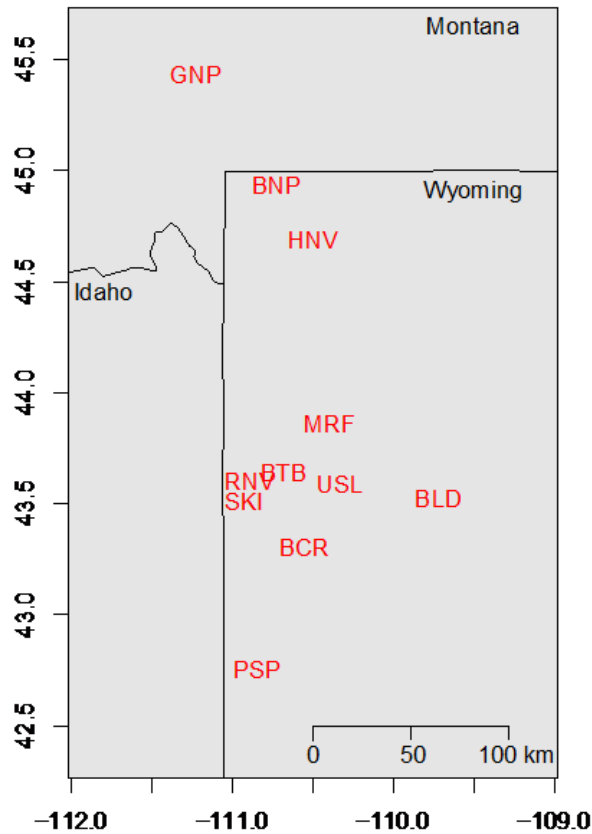 Montana
45.5
GNP
45.0
BNP
Wyoming
HNV
44.5
Idaho
44.0
MRF
BTB
RNV
USL
43.5
SKI
BLD
BCR
43.0
PSP
42.5
0 50 100 km
−112.0 −111.0 −110.0 −109.0